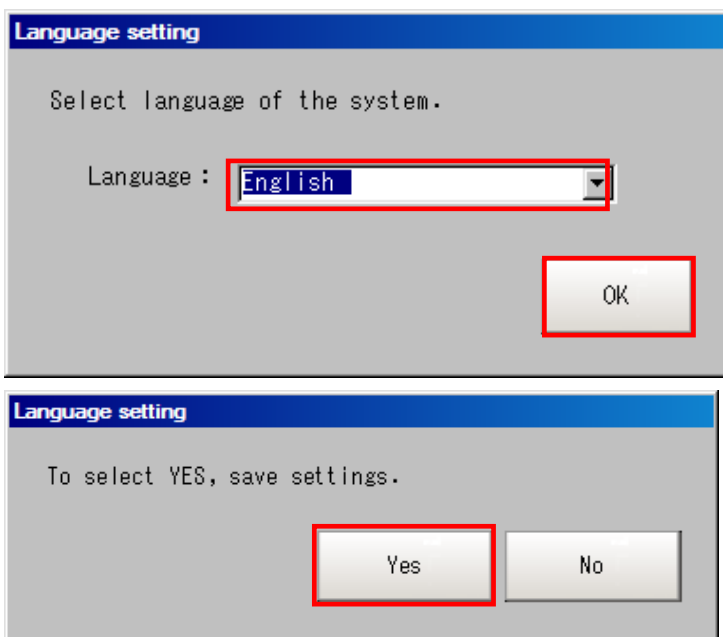 Language setting
Select language of the system.
Language : English
OK
Language setting
To select YES, save settings.
Yes No